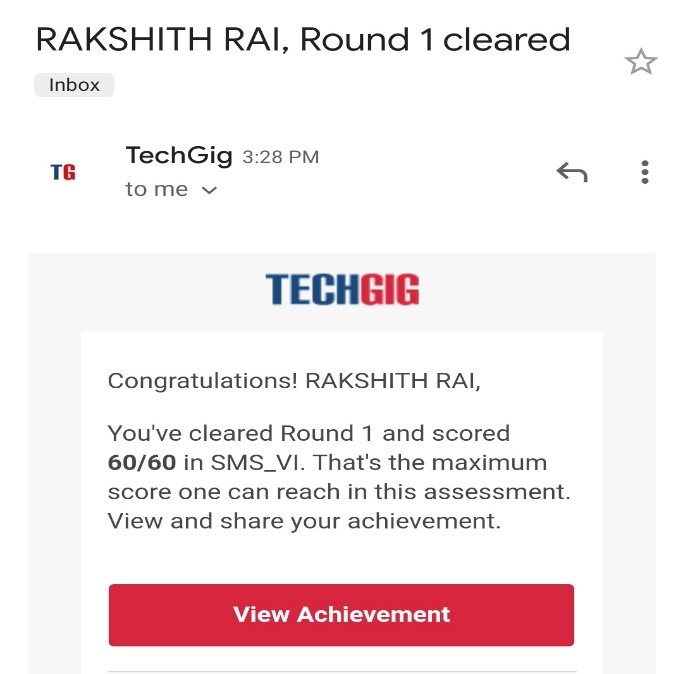 RAKSHITH RAI, Round 1 cleared
Inbox
TG
TechGig 3:28 PM
to me
TECHGIG
Congratulations! RAKSHITH RAI,
You've cleared Round 1 and scored
60/60 in SMS_VI. That's the maximum
score one can reach in this assessment.
View and share your achievement.
View Achievement